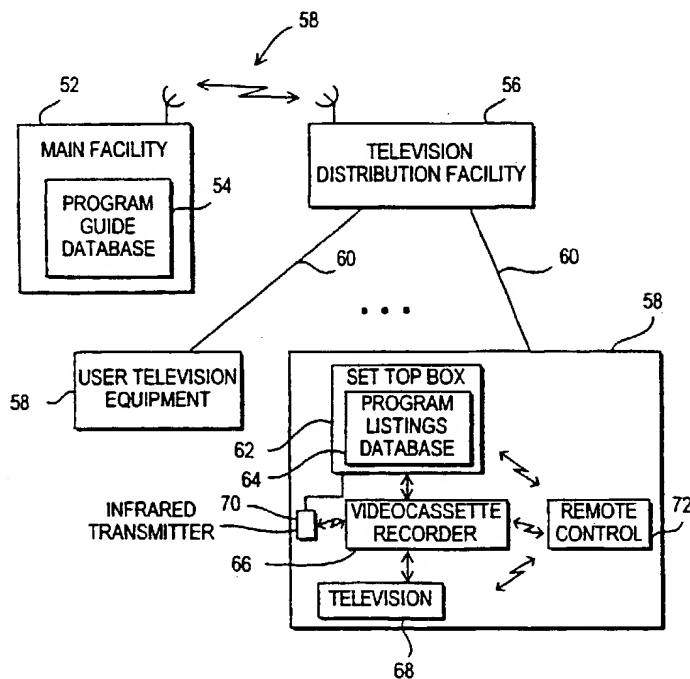 58
52
56
MAIN FACILITY
TELEVISION
DISTRIBUTION FACILITY
54
PROGRAM
GUIDE
DATABASE
60
60
58
USER TELEVISION
EQUIPMENT
58
SET TOP BOX
PROGRAM
LISTINGS
DATABASE
62
64
70
INFRARED
TRANSMITTER
VIDEOCASSETTE
RECORDER
REMOTE
CONTROL
72
66
TELEVISION
68